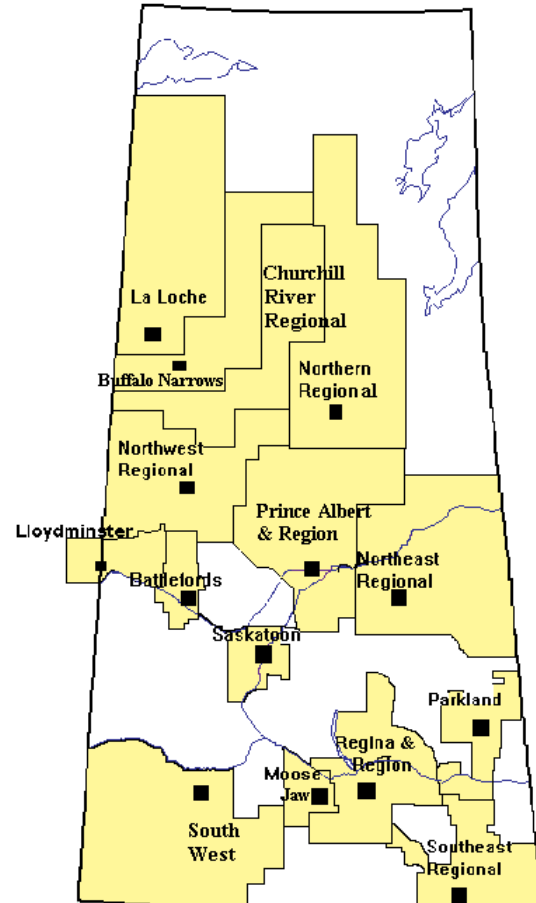 Churchill
River
Regional
La Loche
Buffalo Narrows
Northern
Regional
Northwest
Regional
Prince Albert
& Region
Lloydminster
Battlefords
Northeast
Regional
Saskatoon
Parkland
Regina &
Region
Moose
Jaw
South
West
Southeast
Regional